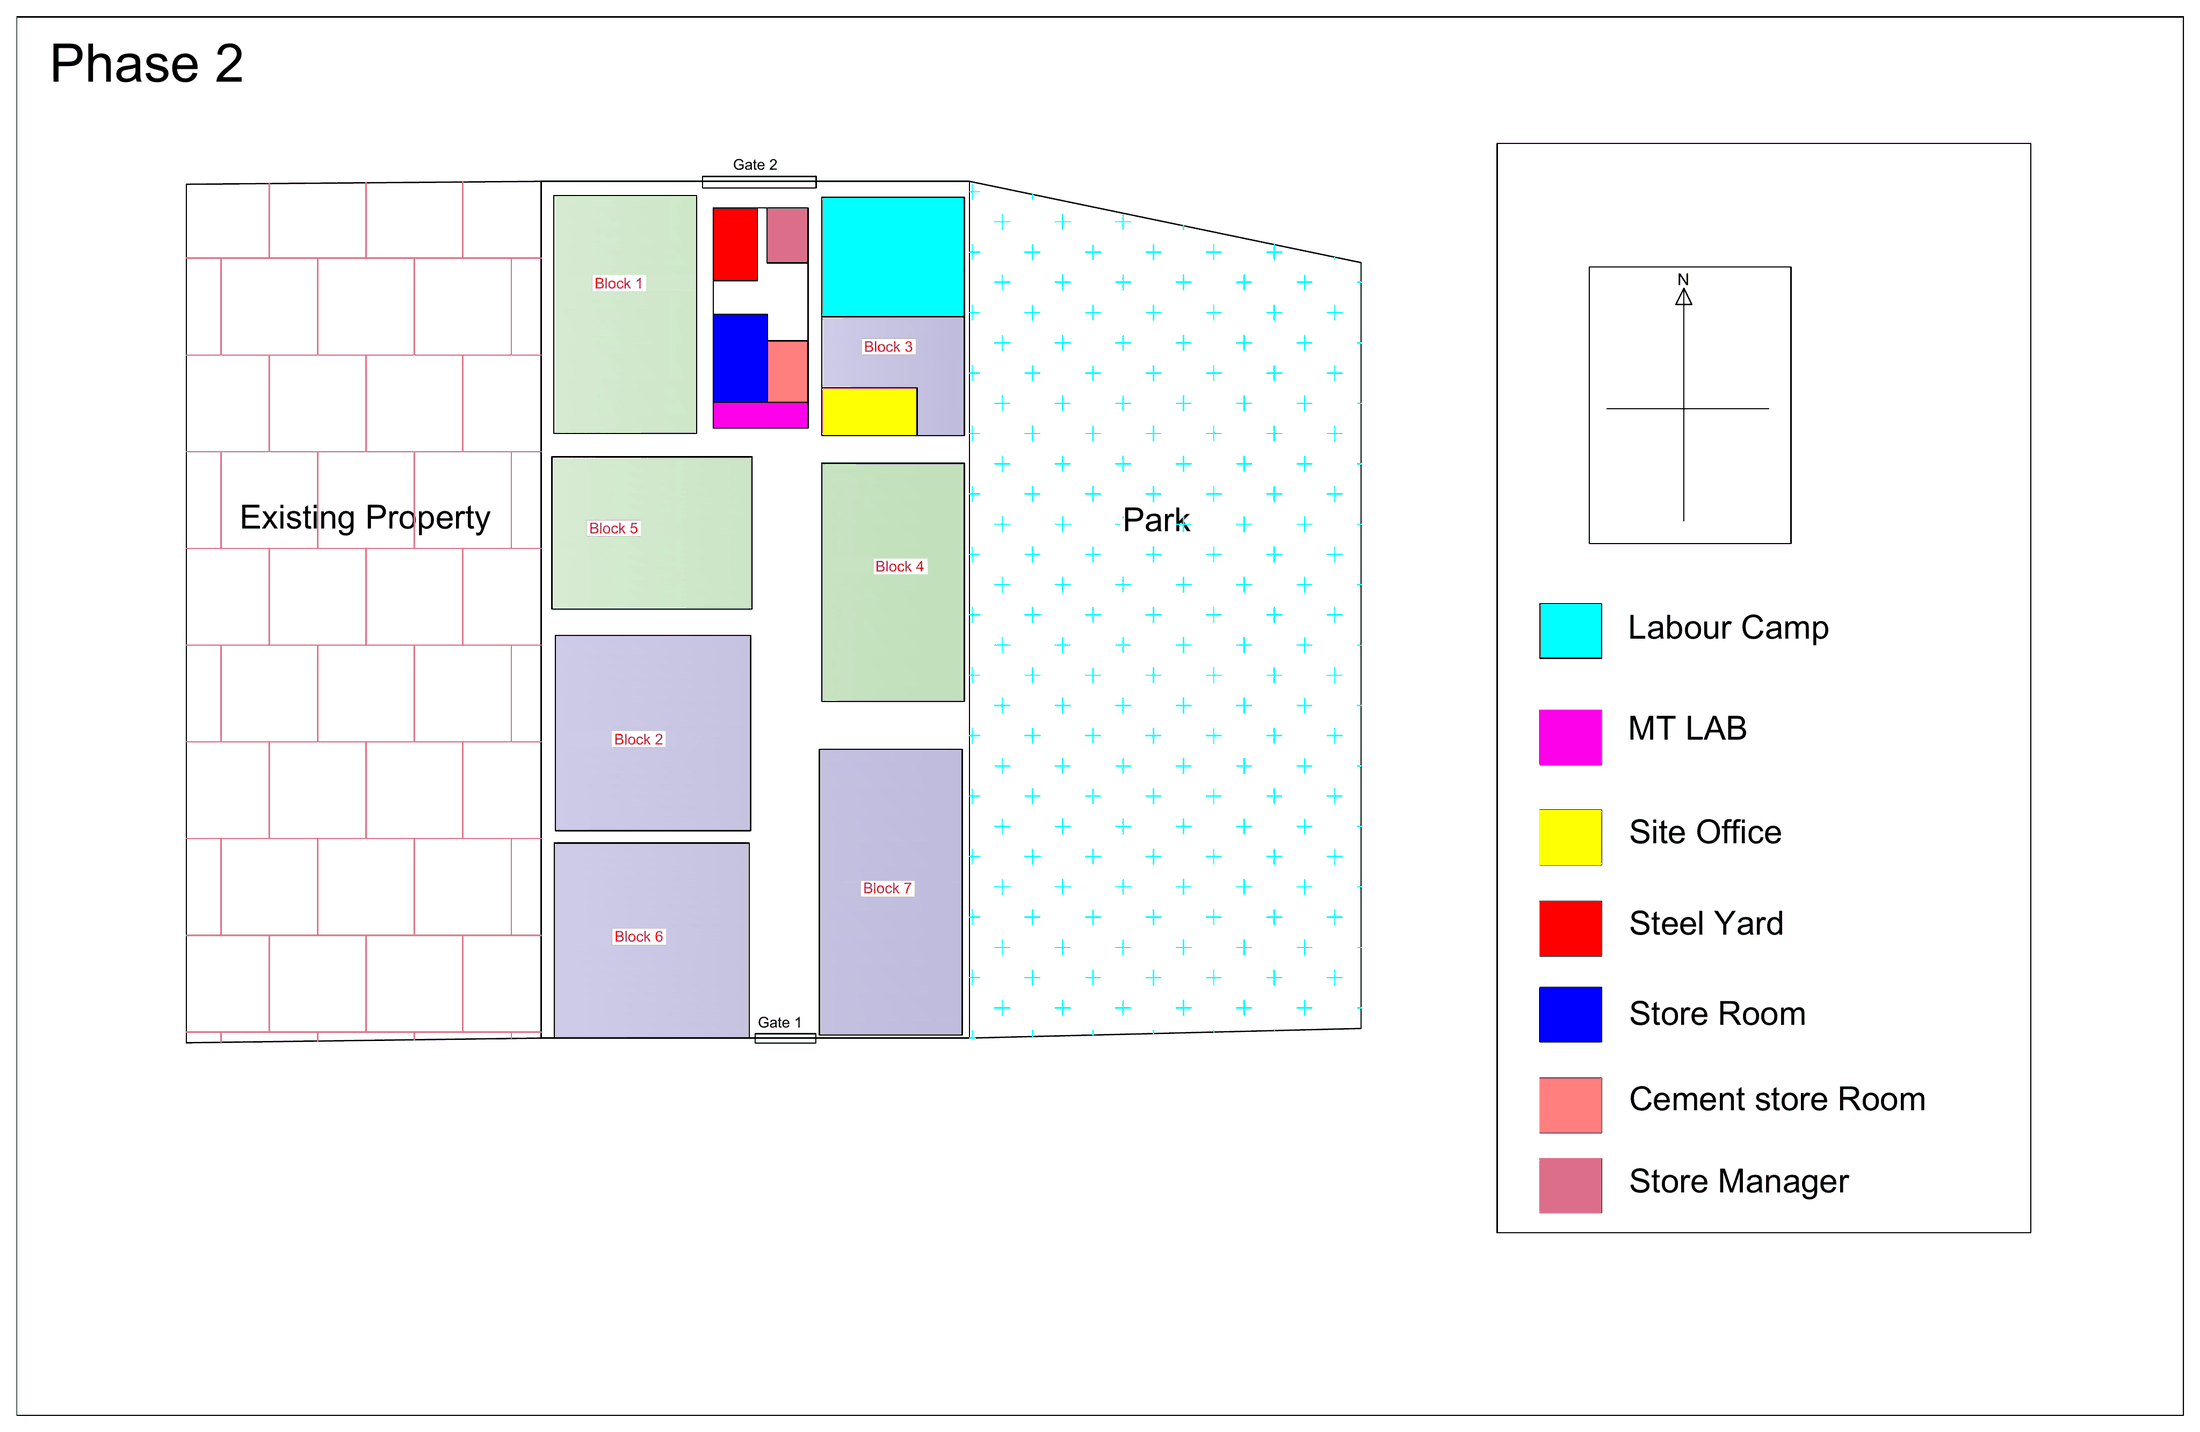 Phase 2
Gate 2
Block 1
Block 3
Existing Property
Block 5
Block 4
Park
Block 2
Block 7
Block 6
Gate 1
N
Labour Camp
MT LAB
Site Office
Steel Yard
Store Room
Cement store Room
Store Manager